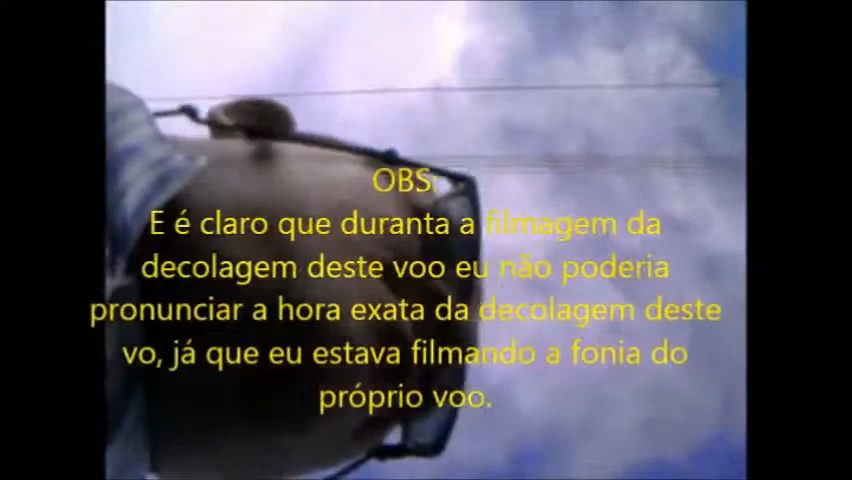 OBS:
E é claro que duranta a filmagem da
decolagem deste voo eu não poderia
pronunciar a hora exata da decolagem deste
vo, já que eu estava filmando a fonia do
próprio voo.